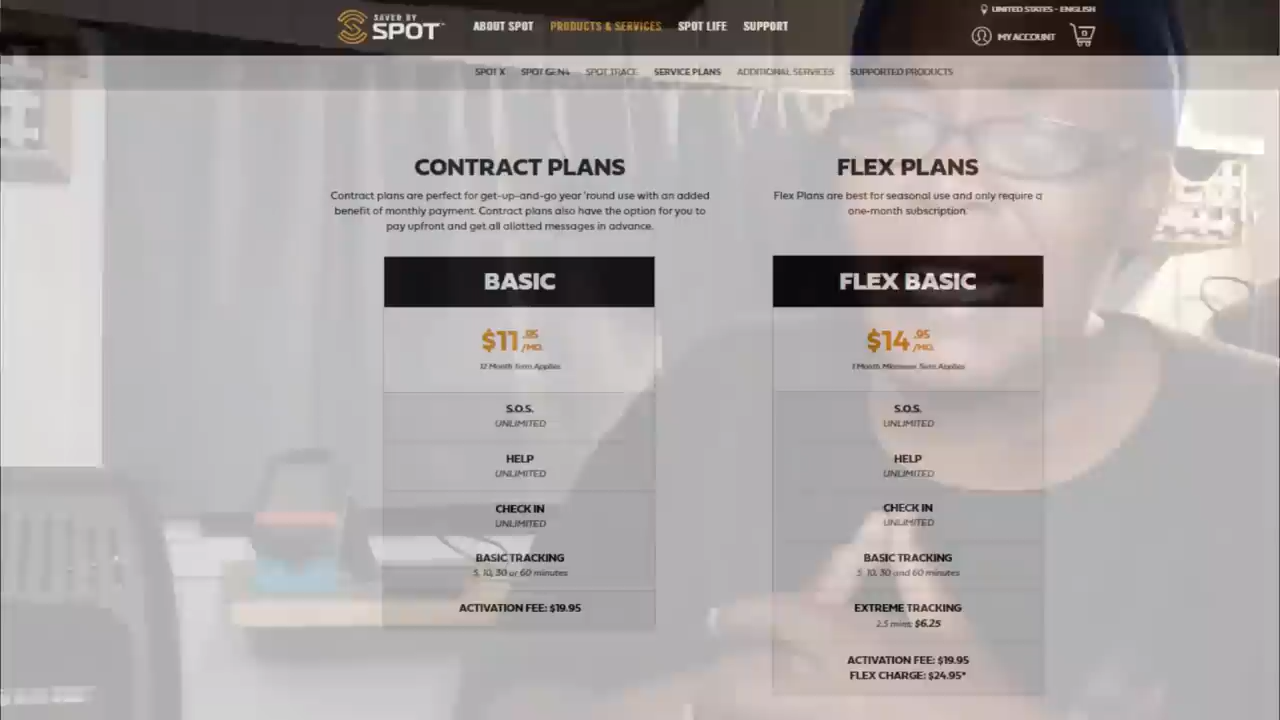 SAVED BY
SPOT
ABOUT SPOT PRODUCTS & SERVICES SPOT LIFE SUPPORT
UNITED STATES - ENGLISH
MY ACCOUNT 0
SPOT X SPOT GEN4 SPOT TRACE SERVICE PLANS ADDITIONAL SERVICES SUPPORTED PRODUCTS
CONTRACT PLANS
Contract plans are perfect for get-up-and-go year 'round use with an added
benefit of monthly payment. Contract plans also have the option for you to
pay upfront and get all allotted messages in advance.
BASIC
$11.95
/MO.
12 Month Term Applies
S.O.S.
UNLIMITED
HELP
UNLIMITED
CHECK IN
UNLIMITED
BASIC TRACKING
5, 10, 30 or 60 minutes
ACTIVATION FEE: $19.95
FLEX PLANS
Flex Plans are best for seasonal use and only require a
one-month subscription.
FLEX BASIC
$14.95
/MO.
1 Month Minimum Term Applies
S.O.S.
UNLIMITED
HELP
UNLIMITED
CHECK IN
UNLIMITED
BASIC TRACKING
5, 10, 30 and 60 minutes
EXTREME TRACKING
2.5 mins: $6.25
ACTIVATION FEE: $19.95
FLEX CHARGE: $24.95*